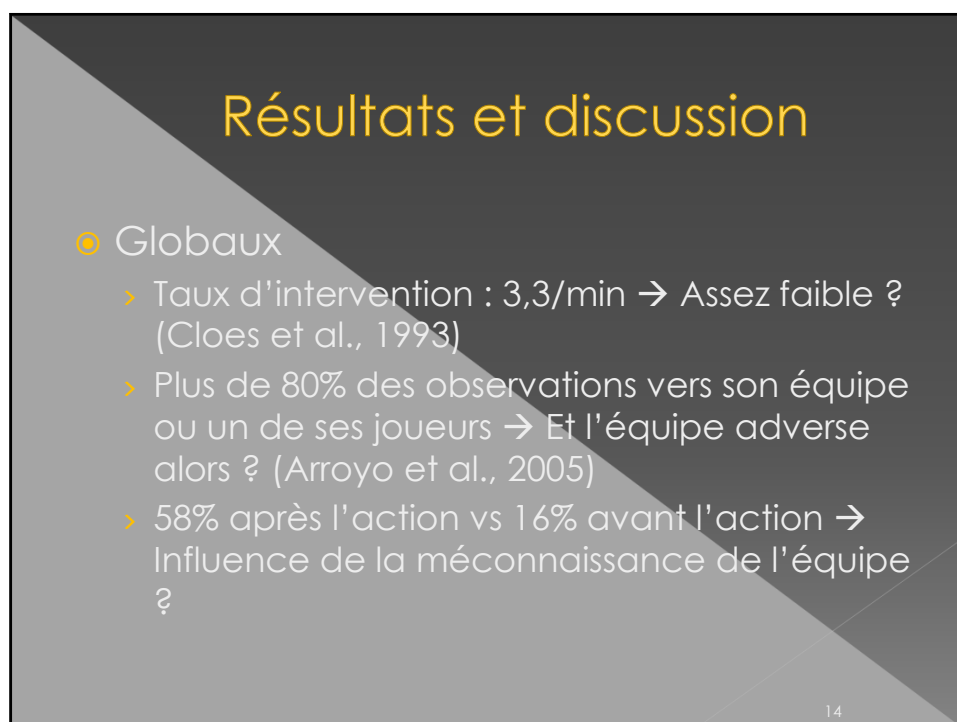 Résultats et discussion
Globaux
Taux d’intervention : 3,3/min → Assez faible ?
(Cloes et al., 1993)
Plus de 80% des observations vers son équipe
ou un de ses joueurs → Et l’équipe adverse
alors ? (Arroyo et al., 2005)
58% après l’action vs 16% avant l’action →
Influence de la méconnaissance de l’équipe
?
14